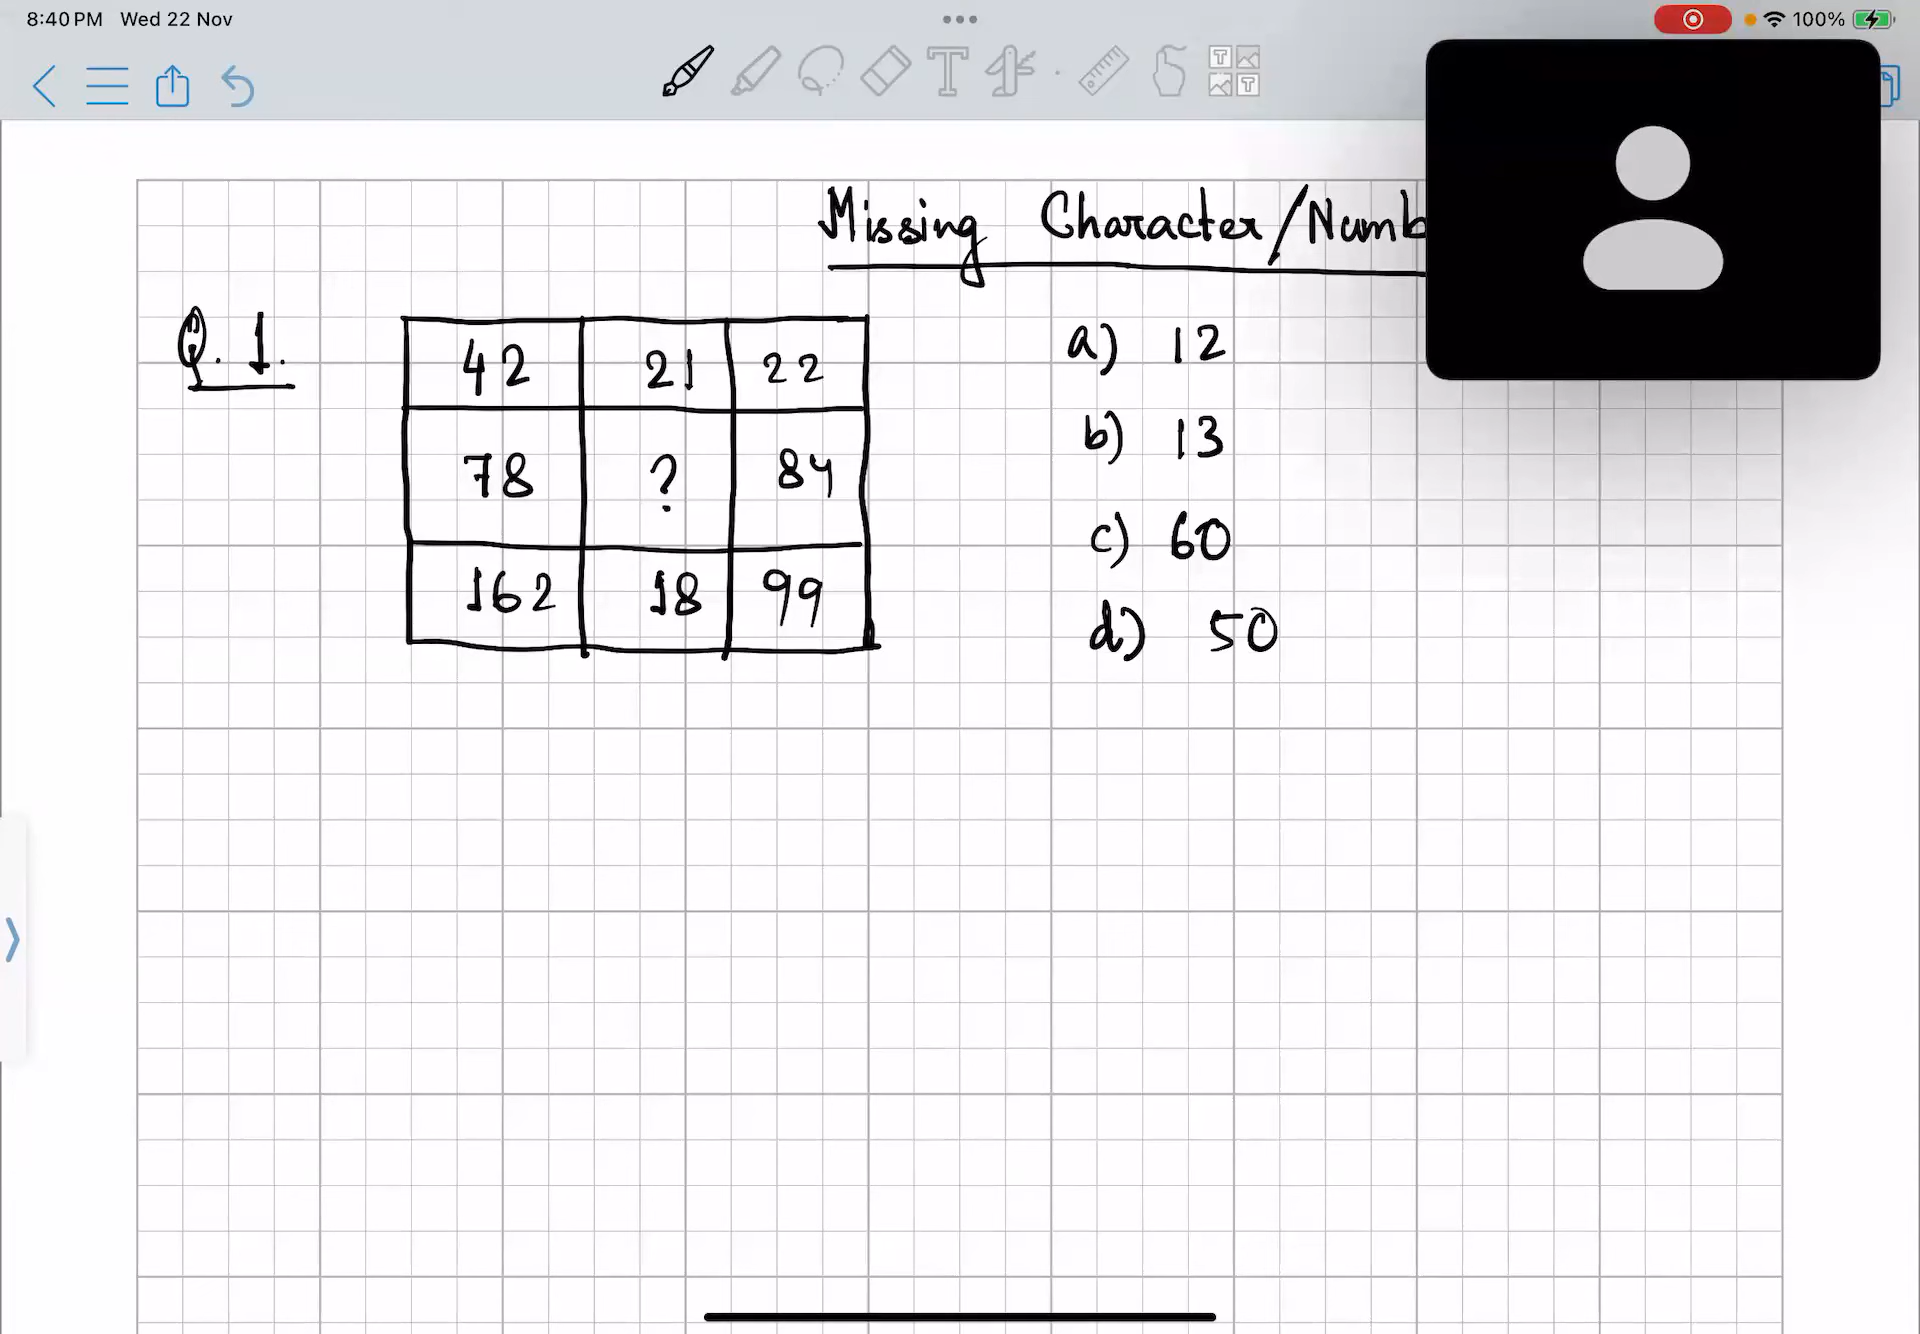 8:40 PM Wed 22 Nov
100%
Missing Character/Numb
Q. 1.
42 21 22
78 ? 84
162 18 99
a) 12
b) 13
c) 60
d) 50